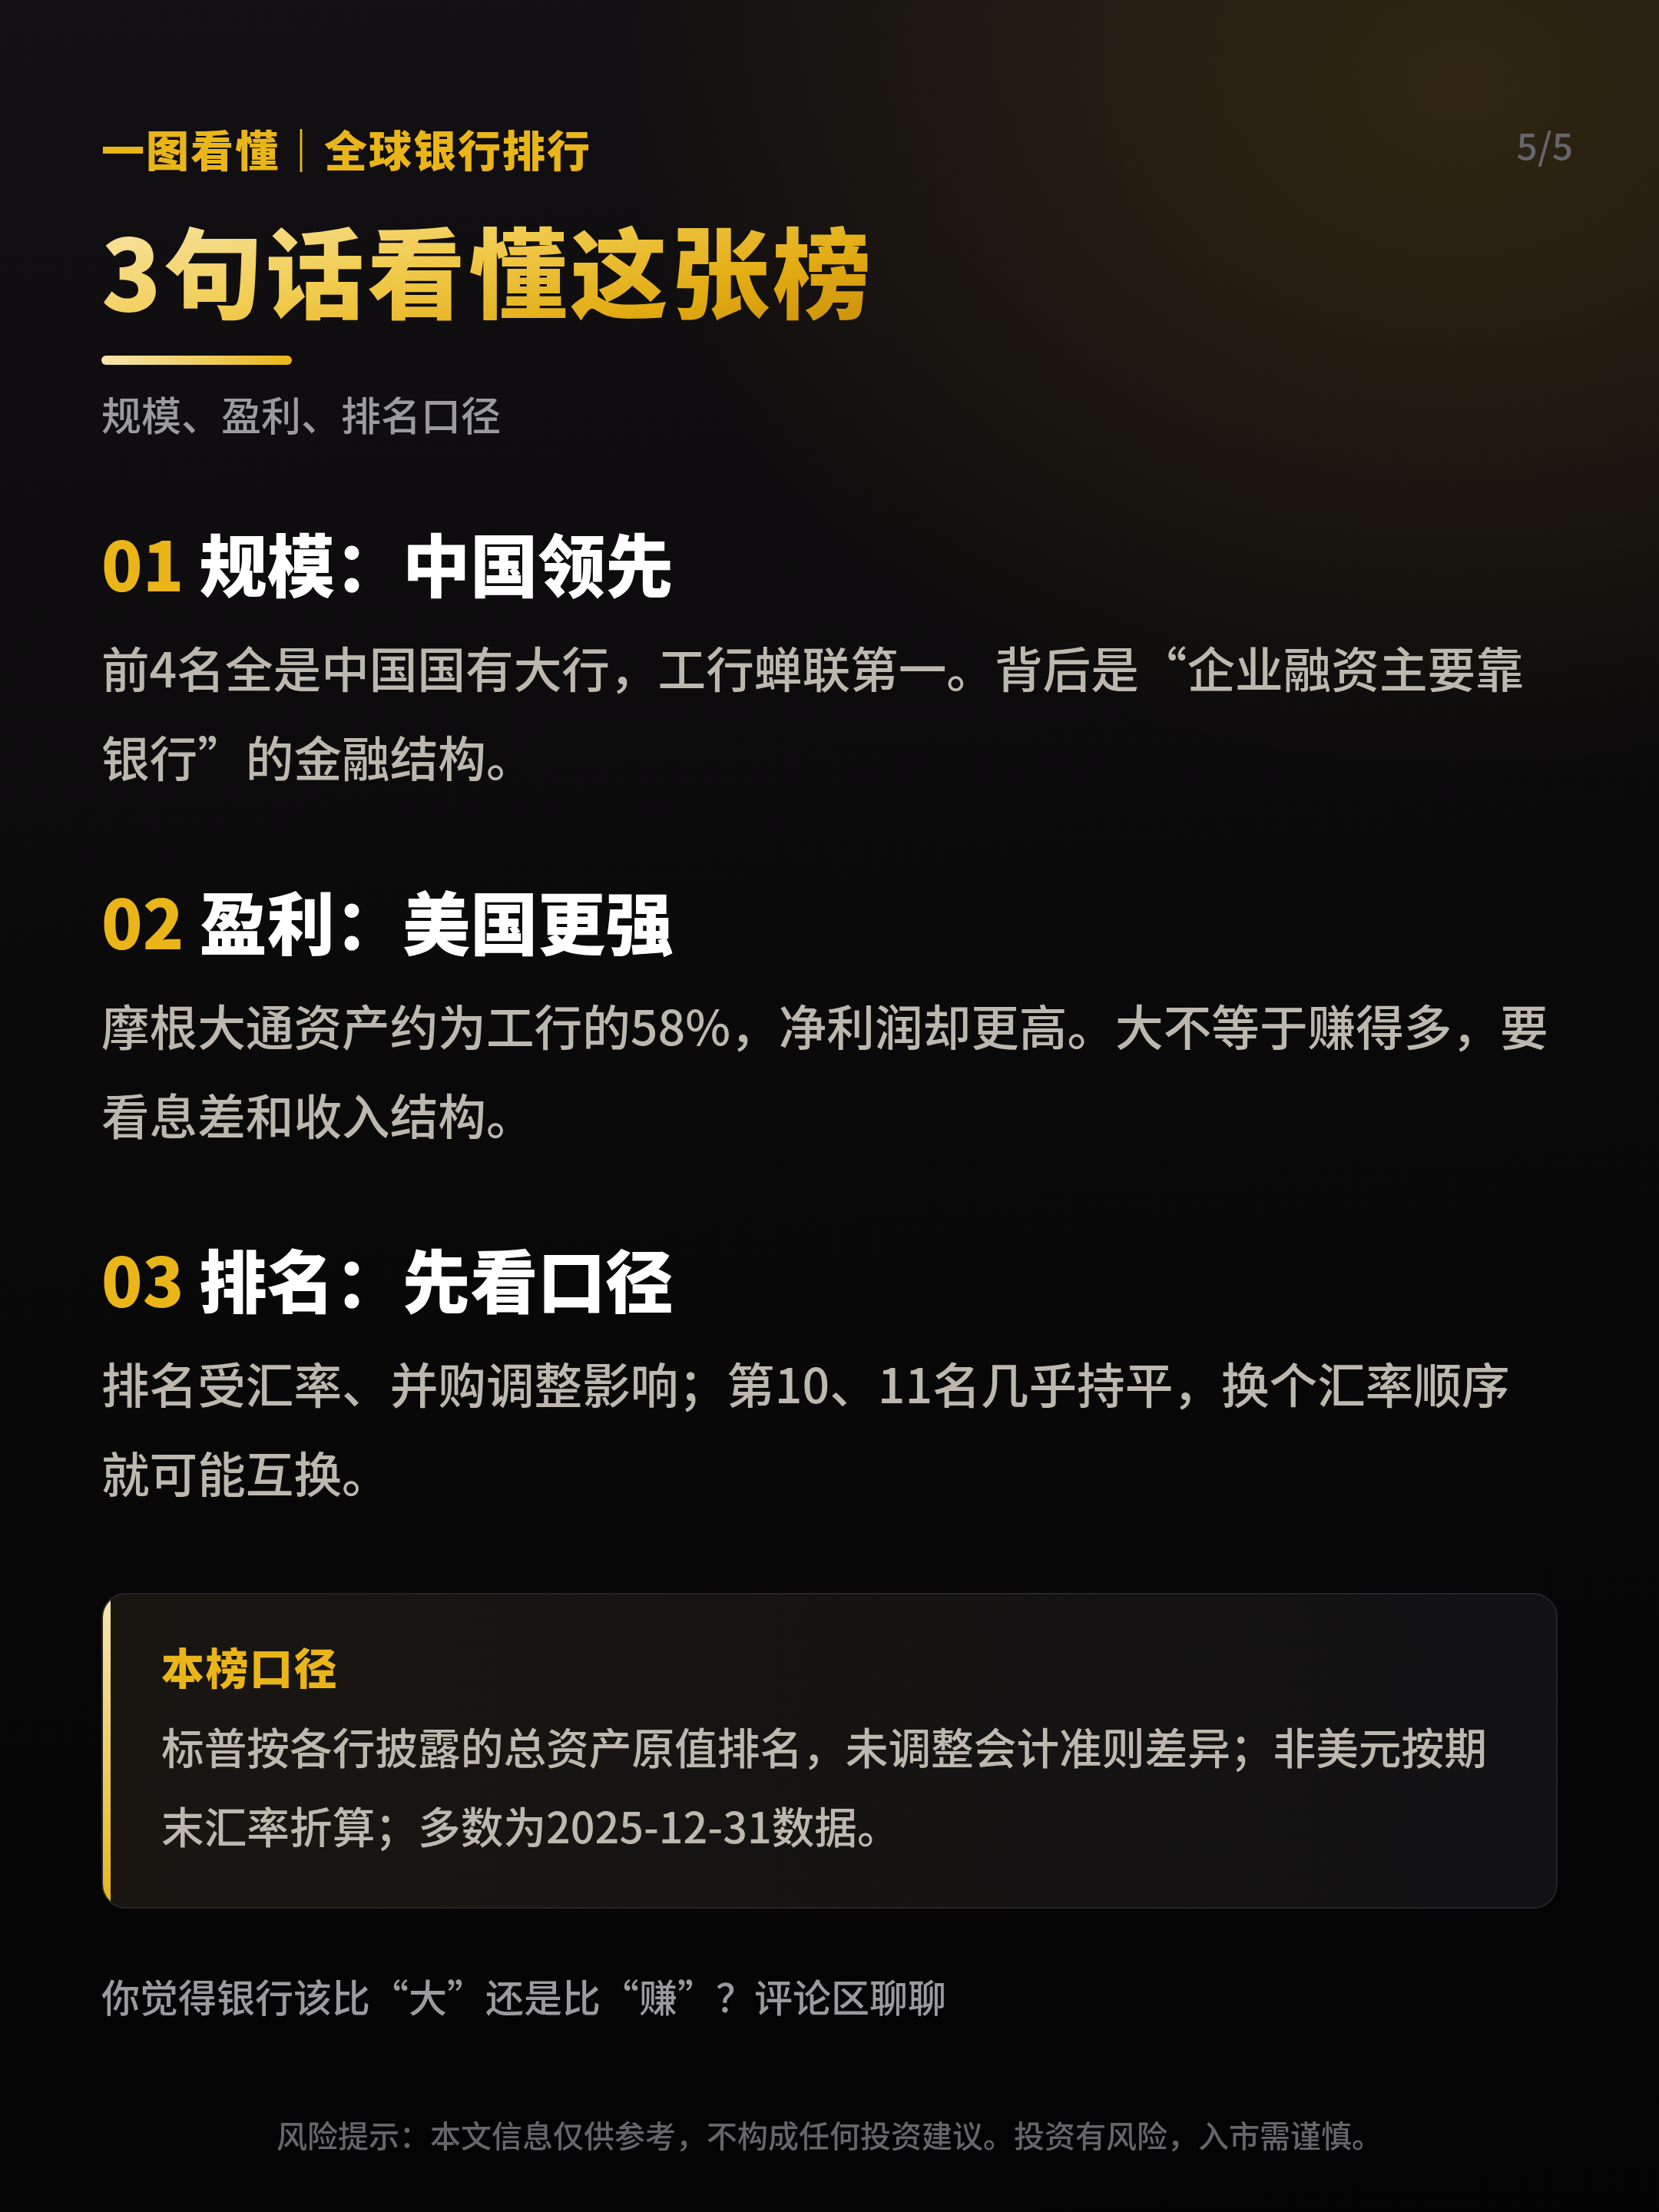 一图看懂｜全球银行排行
5/5
3句话看懂这张榜
规模、盈利、排名口径
01 规模：中国领先
前4名全是中国国有大行，工行蝉联第一。背后是“企业融资主要靠
银行”的金融结构。
02 盈利：美国更强
摩根大通资产约为工行的58%，净利润却更高。大不等于赚得多，要
看息差和收入结构。
03 排名：先看口径
排名受汇率、并购调整影响；第10、11名几乎持平，换个汇率顺序
就可能互换。
本榜口径
标普按各行披露的总资产原值排名，未调整会计准则差异；非美元按期
末汇率折算；多数为2025-12-31数据。
你觉得银行该比“大”还是比“赚”？评论区聊聊
风险提示：本文信息仅供参考，不构成任何投资建议。投资有风险，入市需谨慎。